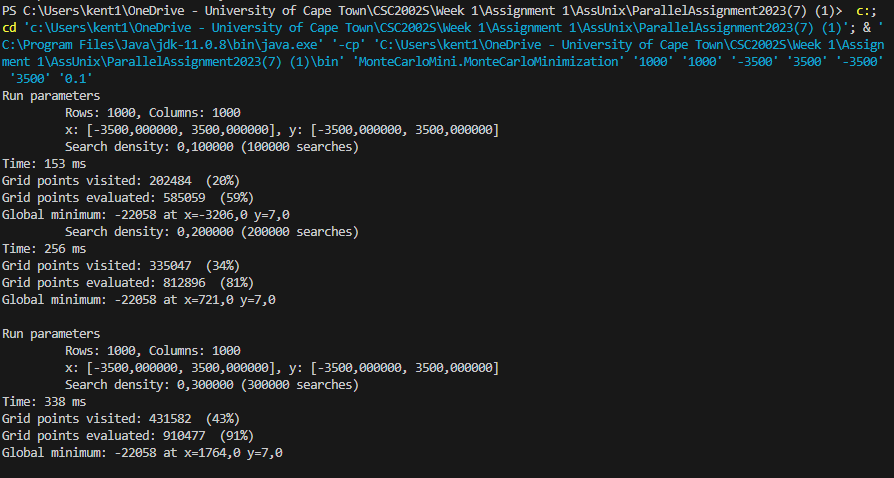 PS C:\Users\kent1\OneDrive - University of Cape Town\CSC2002S\Week 1\Assignment 1\AssUnix\ParallelAssignment2023(7) (1)>  c:;
cd 'c:\Users\kent1\OneDrive - University of Cape Town\CSC2002S\Week 1\Assignment 1\AssUnix\ParallelAssignment2023(7) (1)'; & '
C:\Program Files\Java\jdk-11.0.8\bin\java.exe' '-cp' 'C:\Users\kent1\OneDrive - University of Cape Town\CSC2002S\Week 1\Assign
ment 1\AssUnix\ParallelAssignment2023(7) (1)\bin' 'MonteCarloMini.MonteCarloMinimization' '1000' '1000' '-3500' '3500' '-3500'
'3500' '0.1'
Run parameters
Rows: 1000, Columns: 1000
x: [-3500,000000, 3500,000000], y: [-3500,000000, 3500,000000]
Search density: 0,100000 (100000 searches)
Time: 153 ms
Grid points visited: 202484  (20%)
Grid points evaluated: 585059  (59%)
Global minimum: -22058 at x=-3206,0 y=7,0
Search density: 0,200000 (200000 searches)
Time: 256 ms
Grid points visited: 335047  (34%)
Grid points evaluated: 812896  (81%)
Global minimum: -22058 at x=721,0 y=7,0
Run parameters
Rows: 1000, Columns: 1000
x: [-3500,000000, 3500,000000], y: [-3500,000000, 3500,000000]
Search density: 0,300000 (300000 searches)
Time: 338 ms
Grid points visited: 431582  (43%)
Grid points evaluated: 910477  (91%)
Global minimum: -22058 at x=1764,0 y=7,0